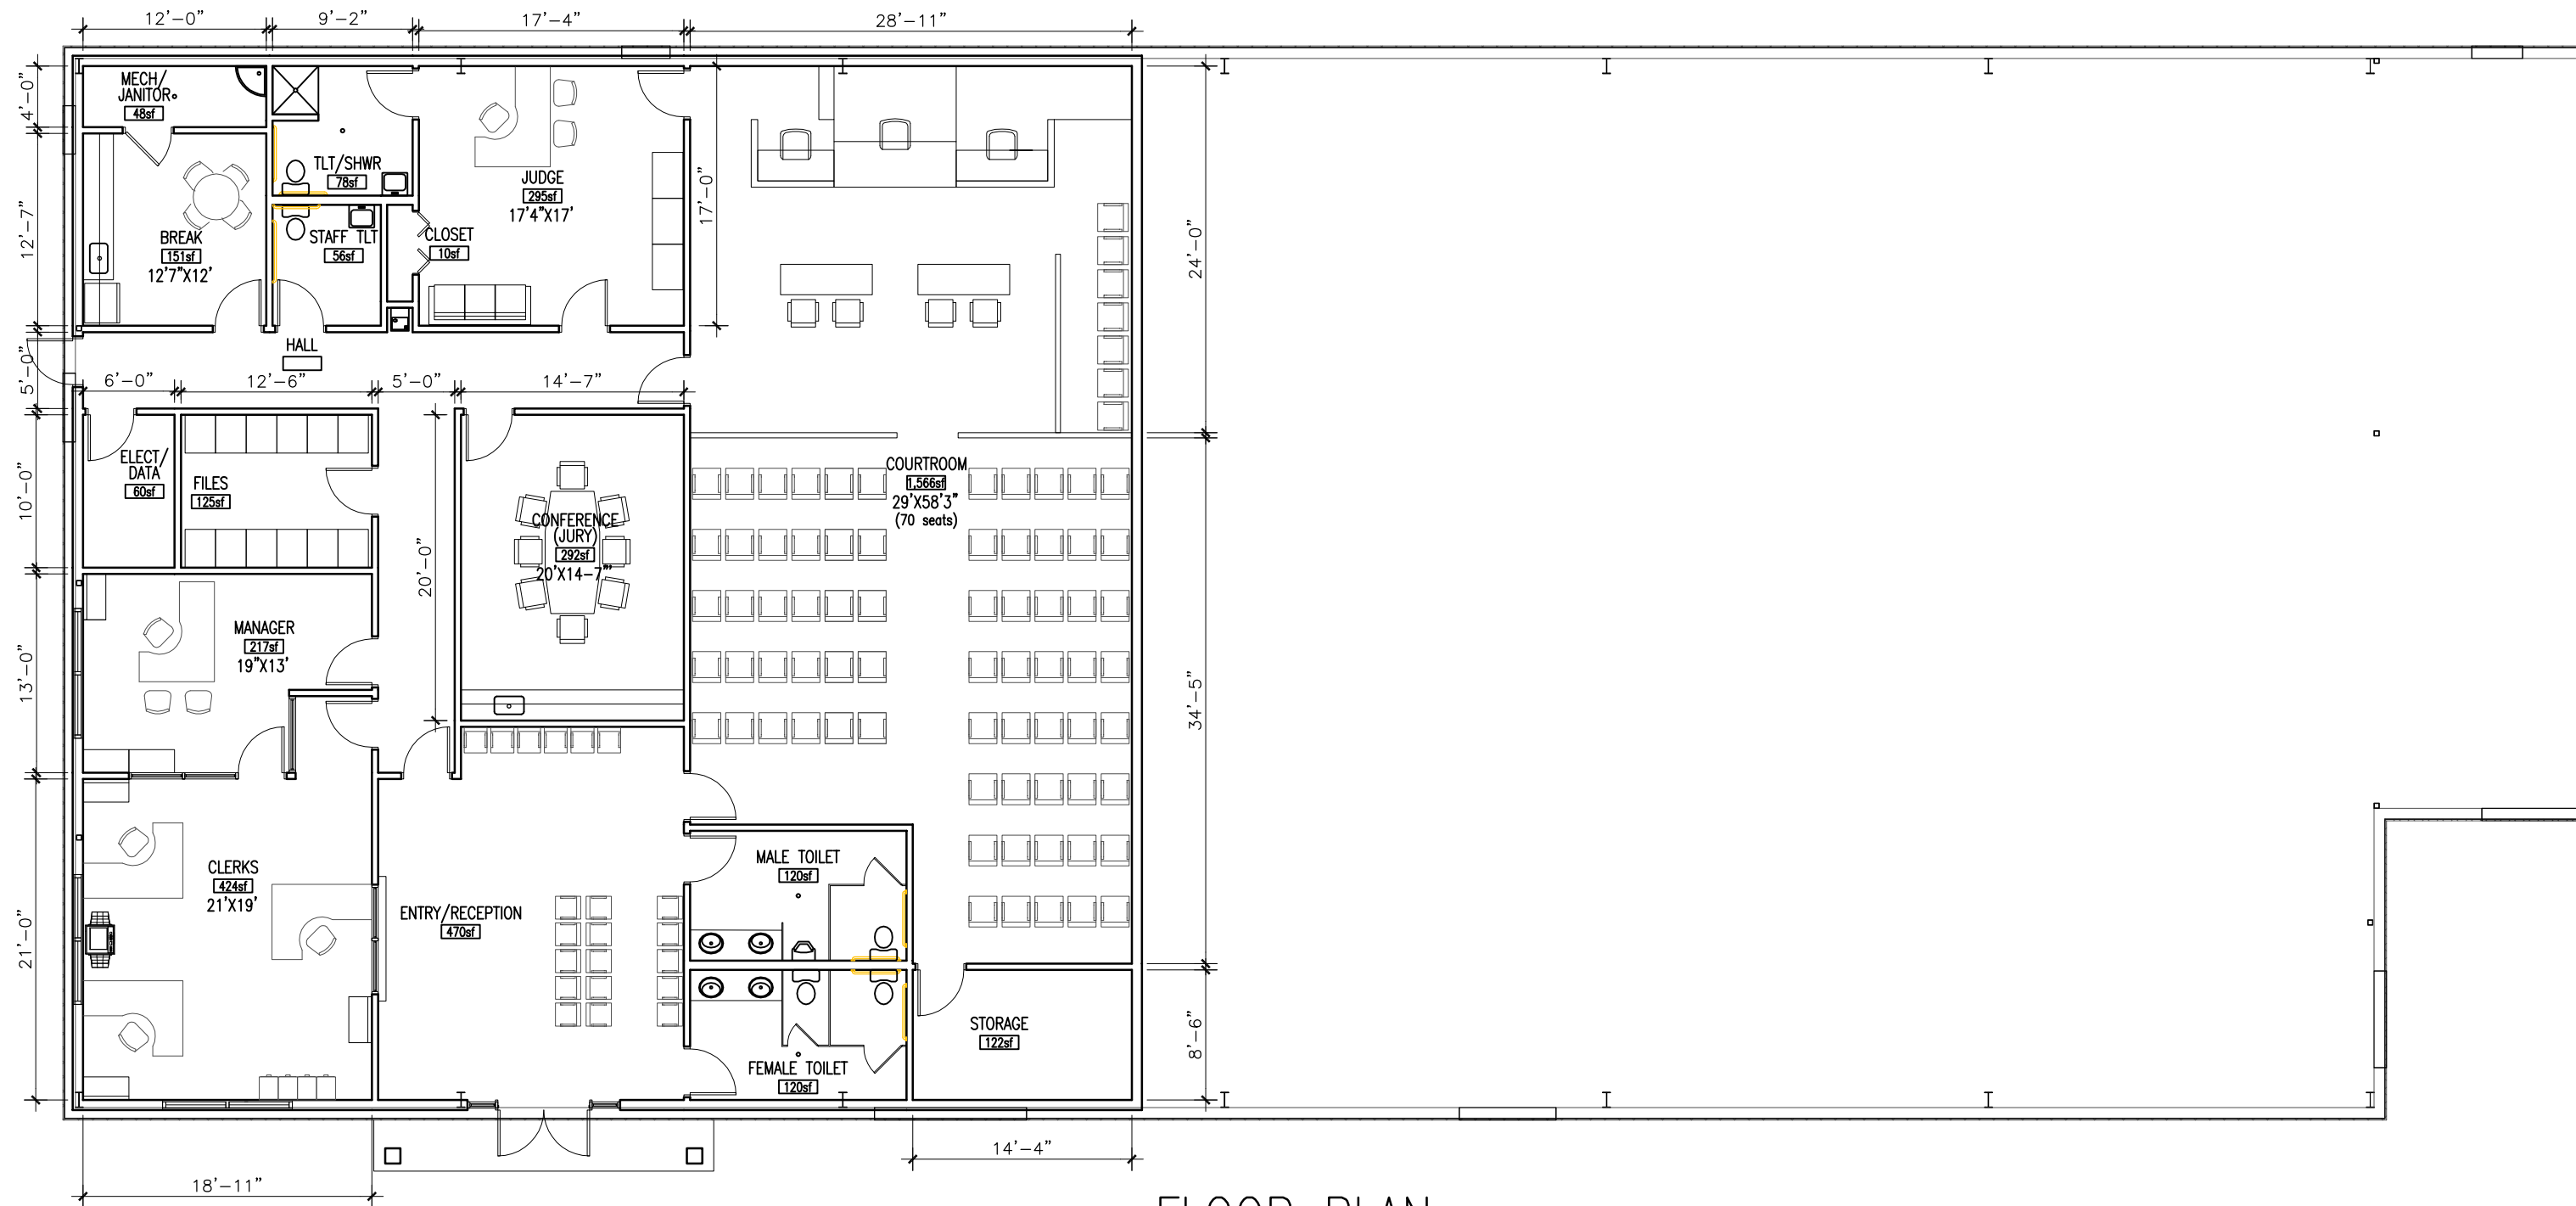 12'-0"
9'-2"
17'-4"
28'-11"
4'-0"
12'-7"
5'-0"
10'-0"
13'-0"
21'-0"
MECH/
JANITOR
48sf
TLT/SHWR
78sf
JUDGE
295sf
17'4"X17'
17'-0"
24'-0"
BREAK
151sf
12'7"X12'
STAFF TLT
56sf
CLOSET
10sf
HALL
6'-0"
12'-6"
5'-0"
14'-7"
ELECT/
DATA
60sf
FILES
125sf
20'-0"
CONFERENCE
(JURY)
292sf
20'X14-7"'
COURTROOM
1,566sf
29'X58'3"
(70 seats)
MANAGER
217sf
19"X13'
34'-5"
CLERKS
424sf
21'X19'
ENTRY/RECEPTION
470sf
MALE TOILET
120sf
FEMALE TOILET
120sf
STORAGE
122sf
8'-6"
14'-4"
18'-11"
FLOOR PLAN